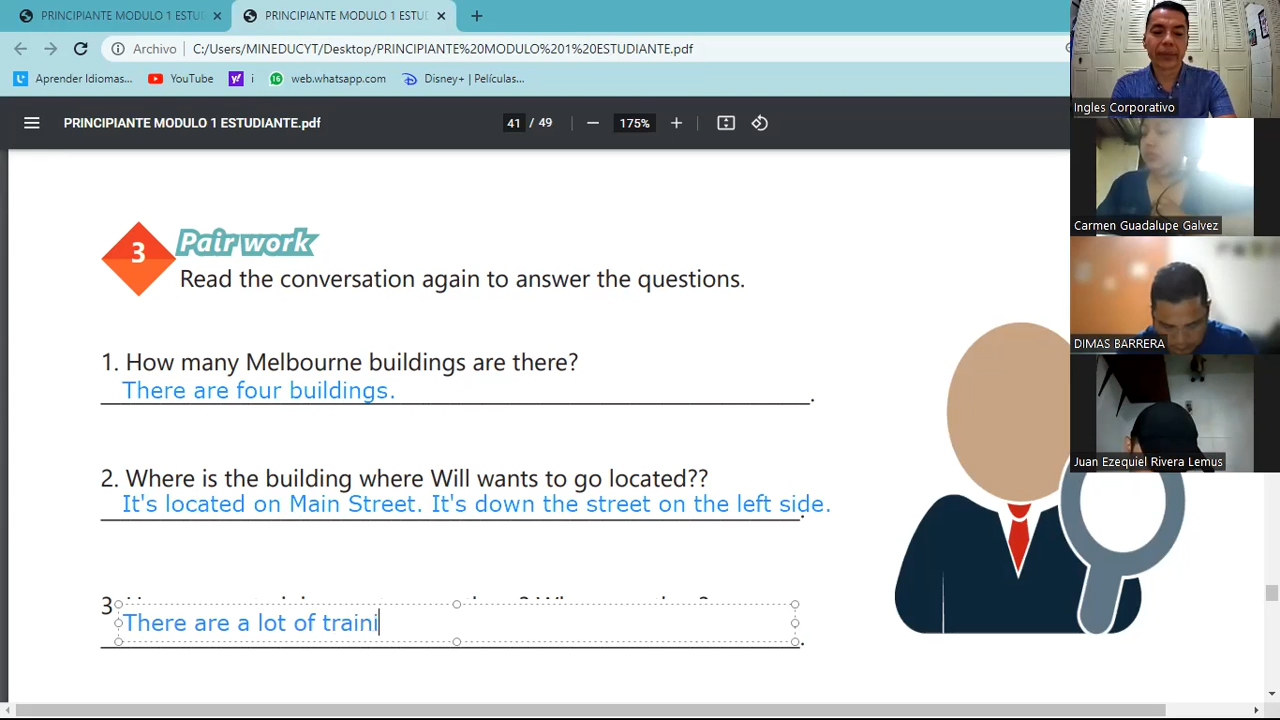 PRINCIPIANTE MODULO 1 ESTUD
PRINCIPIANTE MODULO 1 ESTUD
Archivo
C:/Users/MINEDUCYT/Desktop/PRINCIPIANTE%20MODULO%201%20ESTUDIANTE.pdf
Aprender Idiomas...
YouTube
i
web.whatsapp.com
Disney+ | Películas...
PRINCIPIANTE MODULO 1 ESTUDIANTE.pdf
41 / 49
175%
Ingles Corporativo
Carmen Guadalupe Galvez
DIMAS BARRERA
Juan Ezequiel Rivera Lemus
3
Pair work
Read the conversation again to answer the questions.
1. How many Melbourne buildings are there?
There are four buildings.
2. Where is the building where Will wants to go located??
It's located on Main Street. It's down the street on the left side.
3
There are a lot of traini